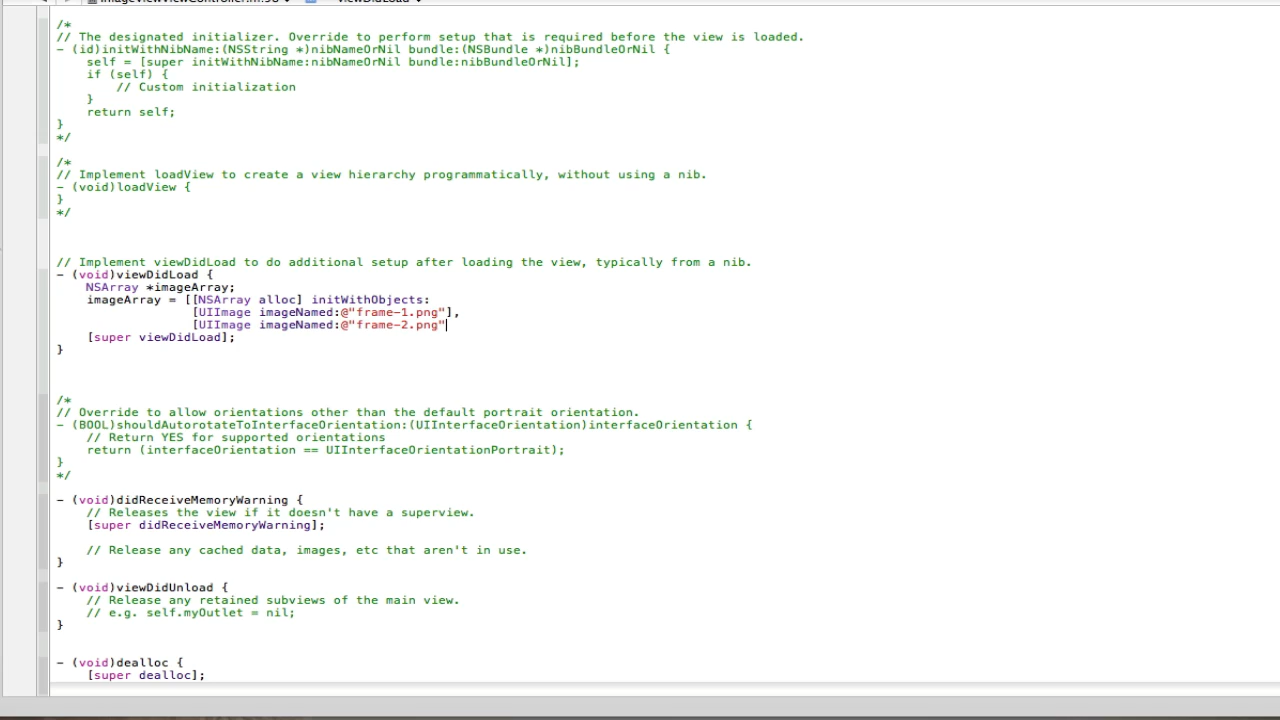 /*
// The designated initializer. Override to perform setup that is required before the view is loaded.
- (id)initWithNibName:(NSString *)nibNameOrNil bundle:(NSBundle *)nibBundleOrNil {
    self = [super initWithNibName:nibNameOrNil bundle:nibBundleOrNil];
    if (self) {
        // Custom initialization
    }
    return self;
}
*/

/*
// Implement loadView to create a view hierarchy programmatically, without using a nib.
- (void)loadView {
}
*/

// Implement viewDidLoad to do additional setup after loading the view, typically from a nib.
- (void)viewDidLoad {
    NSArray *imageArray;
    imageArray = [[NSArray alloc] initWithObjects:
                  [UIImage imageNamed:@"frame-1.png"],
                  [UIImage imageNamed:@"frame-2.png"
    [super viewDidLoad];
}

/*
// Override to allow orientations other than the default portrait orientation.
- (BOOL)shouldAutorotateToInterfaceOrientation:(UIInterfaceOrientation)interfaceOrientation {
    // Return YES for supported orientations
    return (interfaceOrientation == UIInterfaceOrientationPortrait);
}
*/

- (void)didReceiveMemoryWarning {
    // Releases the view if it doesn't have a superview.
    [super didReceiveMemoryWarning];

    // Release any cached data, images, etc that aren't in use.
}

- (void)viewDidUnload {
    // Release any retained subviews of the main view.
    // e.g. self.myOutlet = nil;
}

- (void)dealloc {
    [super dealloc];